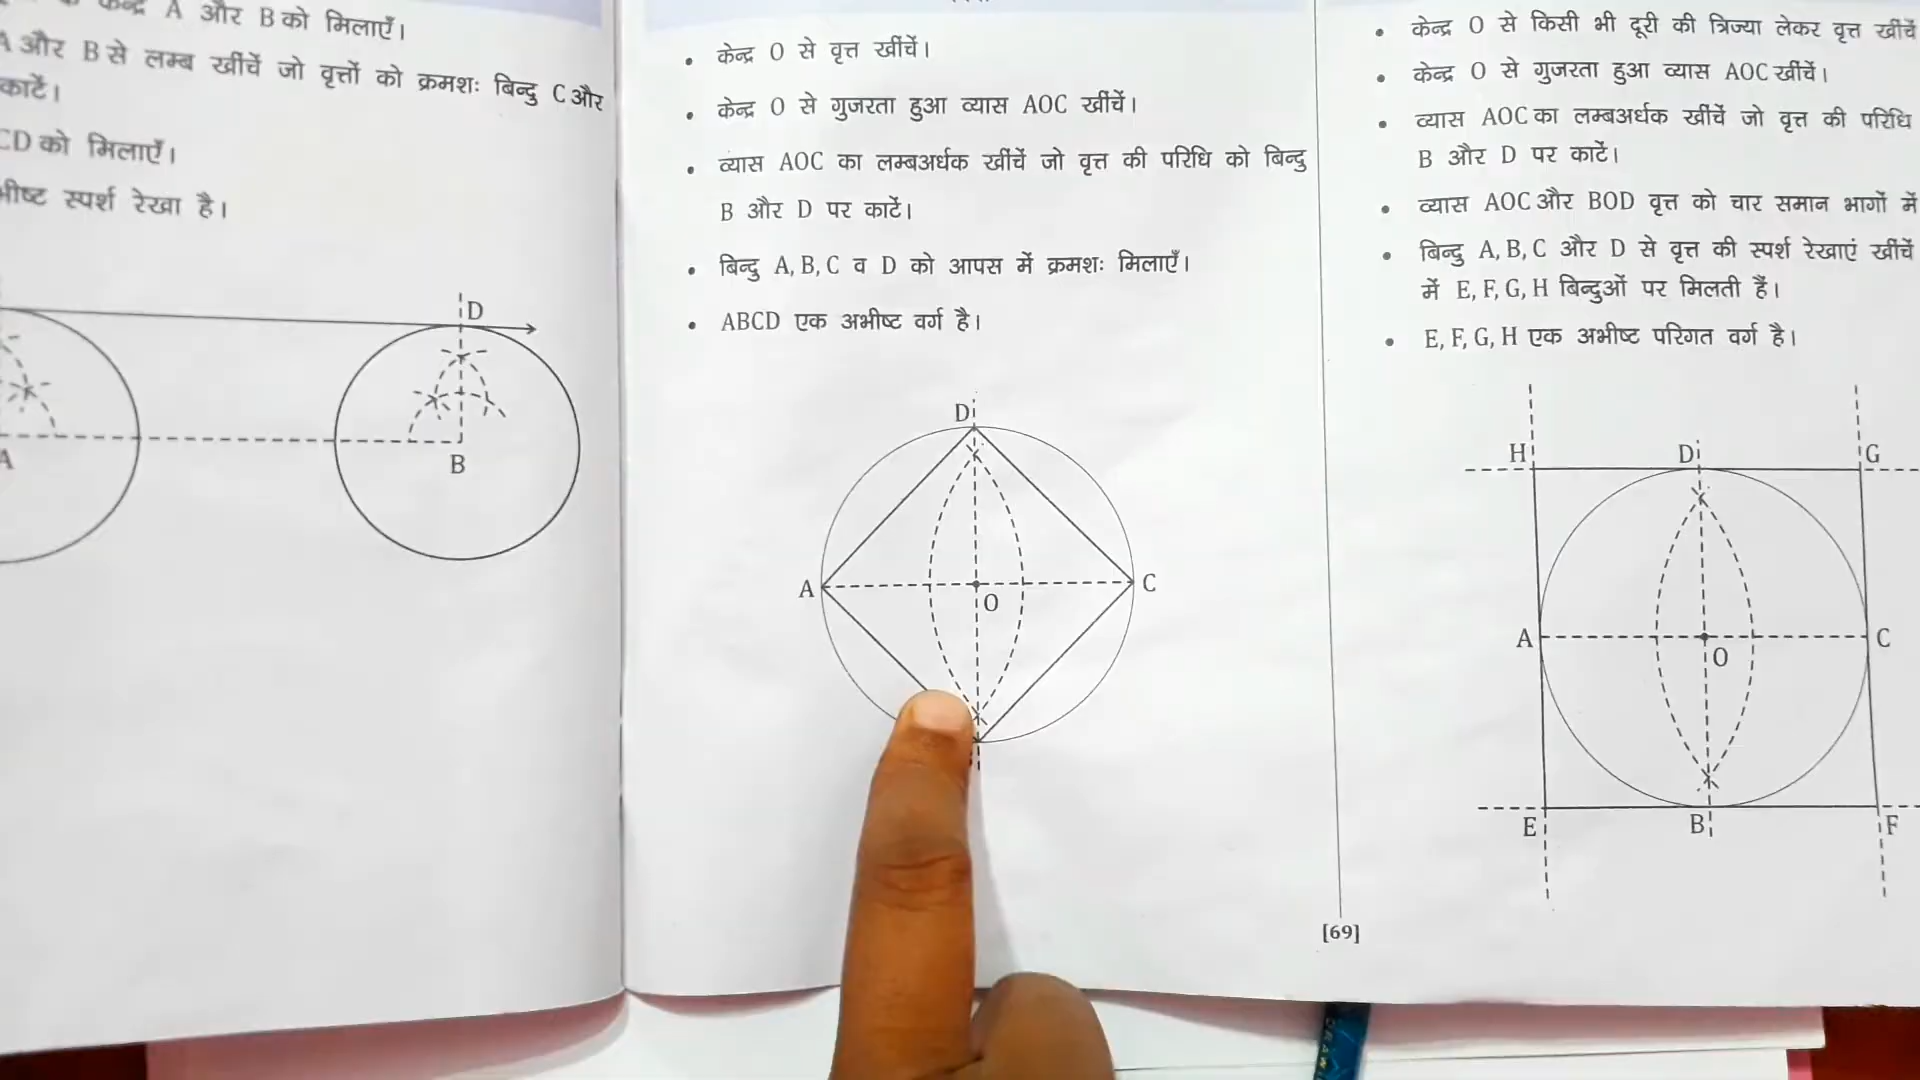 केन्द्र A और B को मिलाएँ।
A और B से लम्ब खींचें जो वृत्तों को क्रमशः बिन्दु C और
काटें।
CD को मिलाएँ।
भीष्ट स्पर्श रेखा है।
D
A
B
केन्द्र O से वृत्त खींचें।
केन्द्र O से गुजरता हुआ व्यास AOC खींचें।
व्यास AOC का लम्बअर्धक खींचें जो वृत्त की परिधि को बिन्दु
B और D पर काटें।
बिन्दु A, B, C व D को आपस में क्रमशः मिलाएँ।
ABCD एक अभीष्ट वर्ग है।
D
A
C
O
केन्द्र O से किसी भी दूरी की त्रिज्या लेकर वृत्त खींचें
केन्द्र O से गुजरता हुआ व्यास AOC खींचें।
व्यास AOC का लम्बअर्धक खींचें जो वृत्त की परिधि
B और D पर काटें।
व्यास AOC और BOD वृत्त को चार समान भागों में
बिन्दु A, B, C और D से वृत्त की स्पर्श रेखाएं खींचें
में E, F, G, H बिन्दुओं पर मिलती हैं।
E, F, G, H एक अभीष्ट परिगत वर्ग है।
H
D
G
A
C
O
E
B
F
[69]